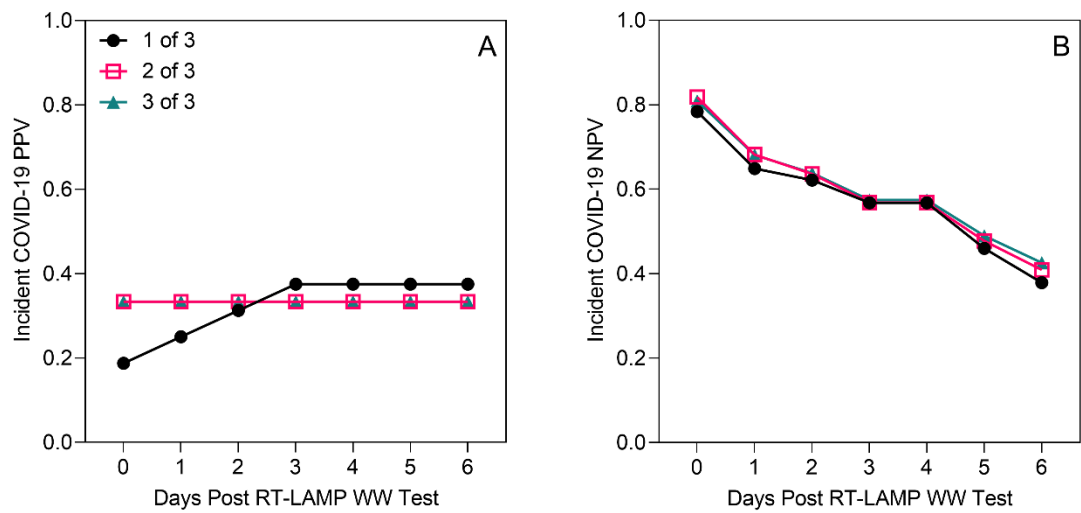 A
1 of 3
2 of 3
3 of 3
Incident COVID-19 PPV
1.0
0.8
0.6
0.4
0.2
0.0
0 1 2 3 4 5 6
Days Post RT-LAMP WW Test
B
Incident COVID-19 NPV
1.0
0.8
0.6
0.4
0.2
0.0
0 1 2 3 4 5 6
Days Post RT-LAMP WW Test